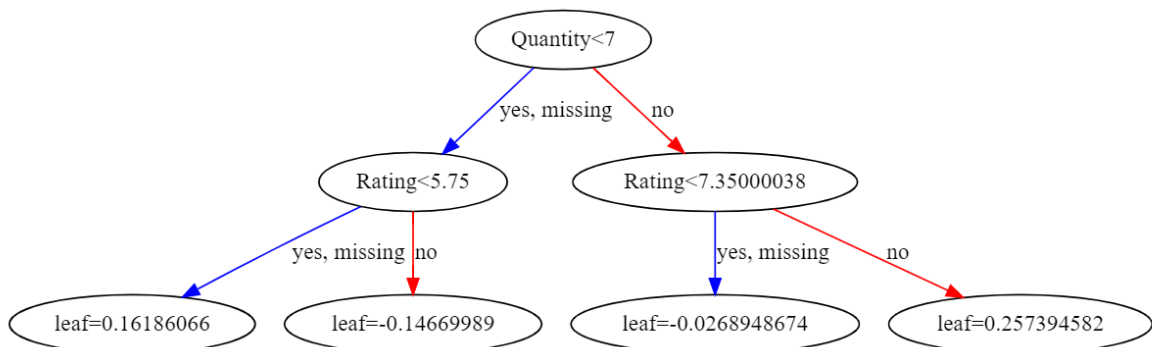 Quantity<7
yes, missing
no
Rating<5.75
Rating<7.35000038
yes, missing
no
yes, missing
no
leaf=0.16186066
leaf=-0.14669989
leaf=-0.0268948674
leaf=0.257394582